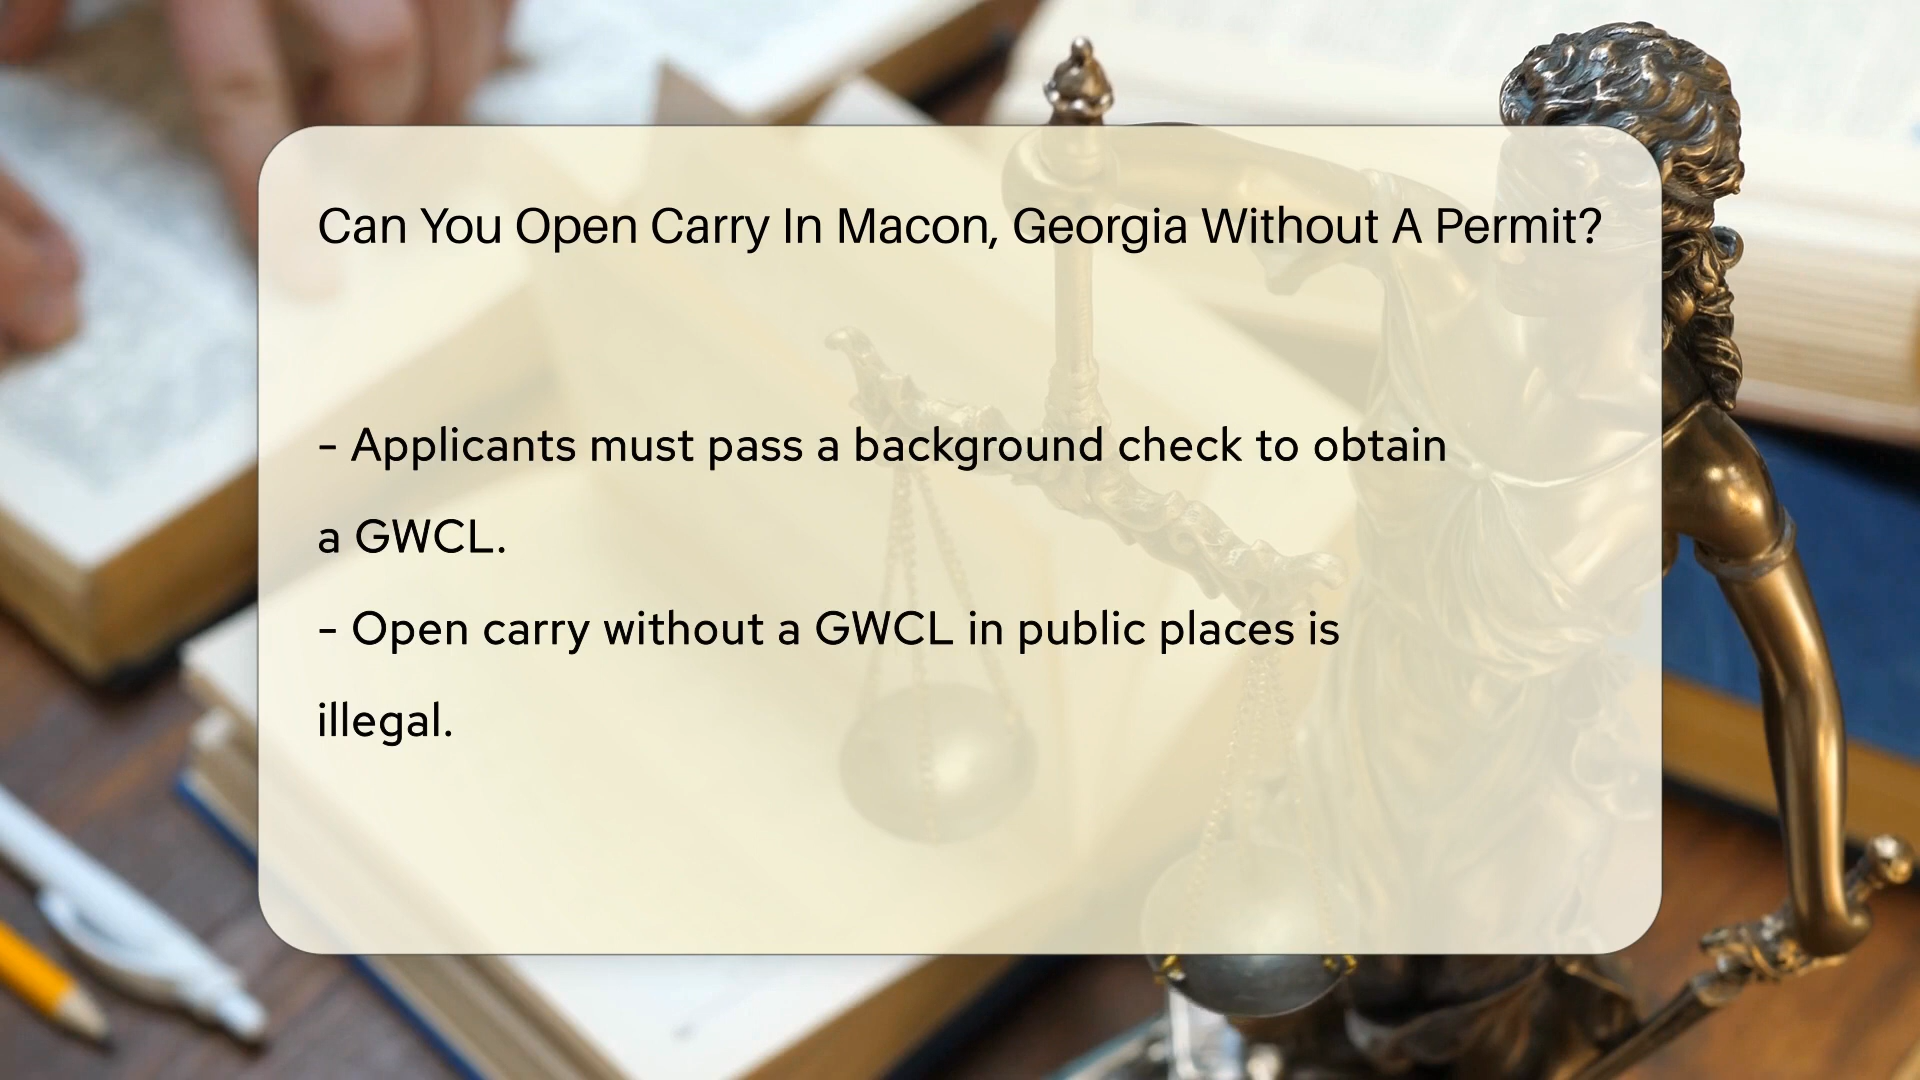 Can You Open Carry In Macon, Georgia Without A Permit?
- Applicants must pass a background check to obtain
a GWCL.
- Open carry without a GWCL in public places is
illegal.